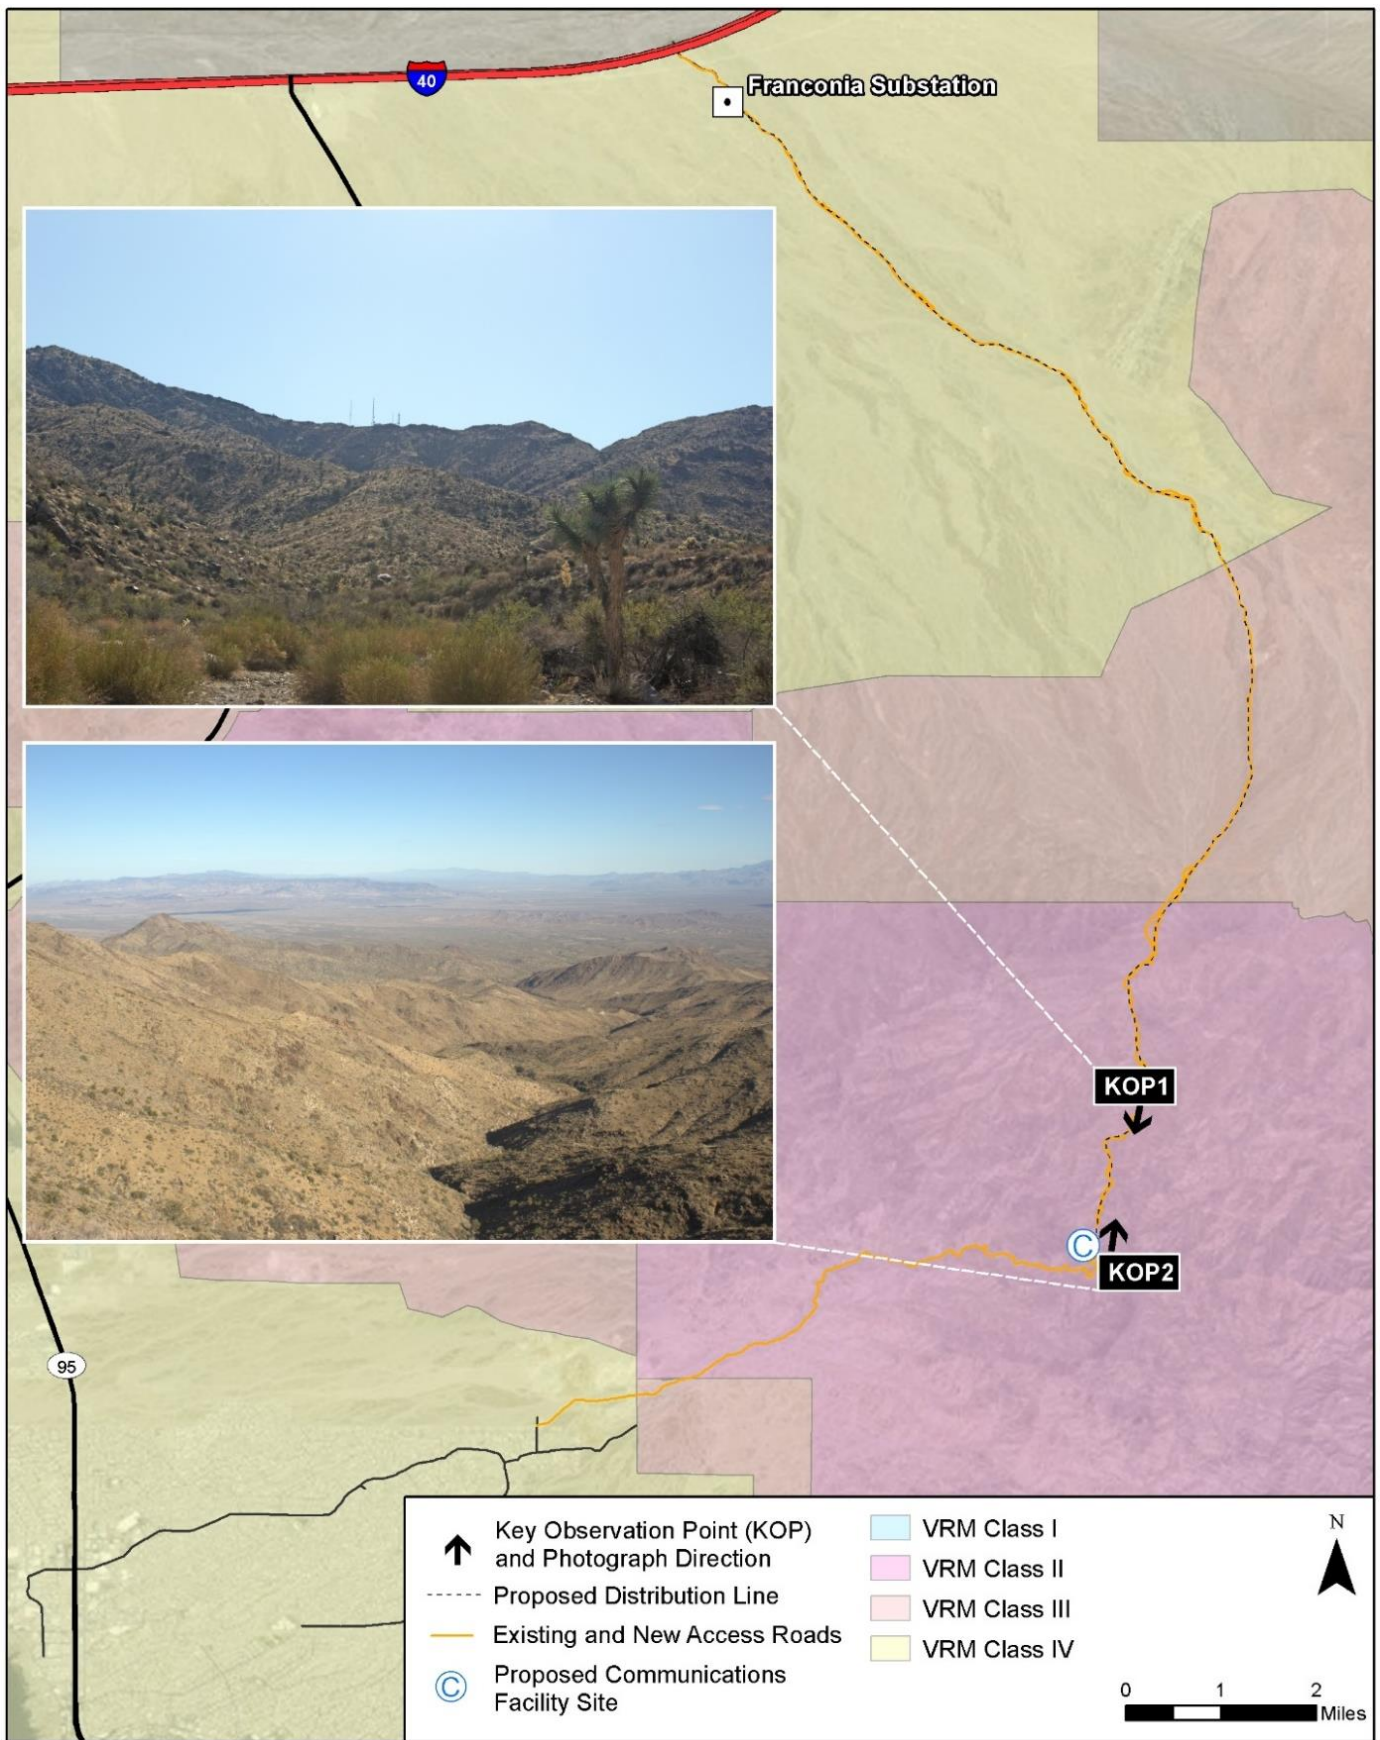 40
Franconia Substation
KOP1
C
KOP2
95
Key Observation Point (KOP)
and Photograph Direction
Proposed Distribution Line
Existing and New Access Roads
C
Proposed Communications
Facility Site
VRM Class I
VRM Class II
VRM Class III
VRM Class IV
N
0 1 2
Miles